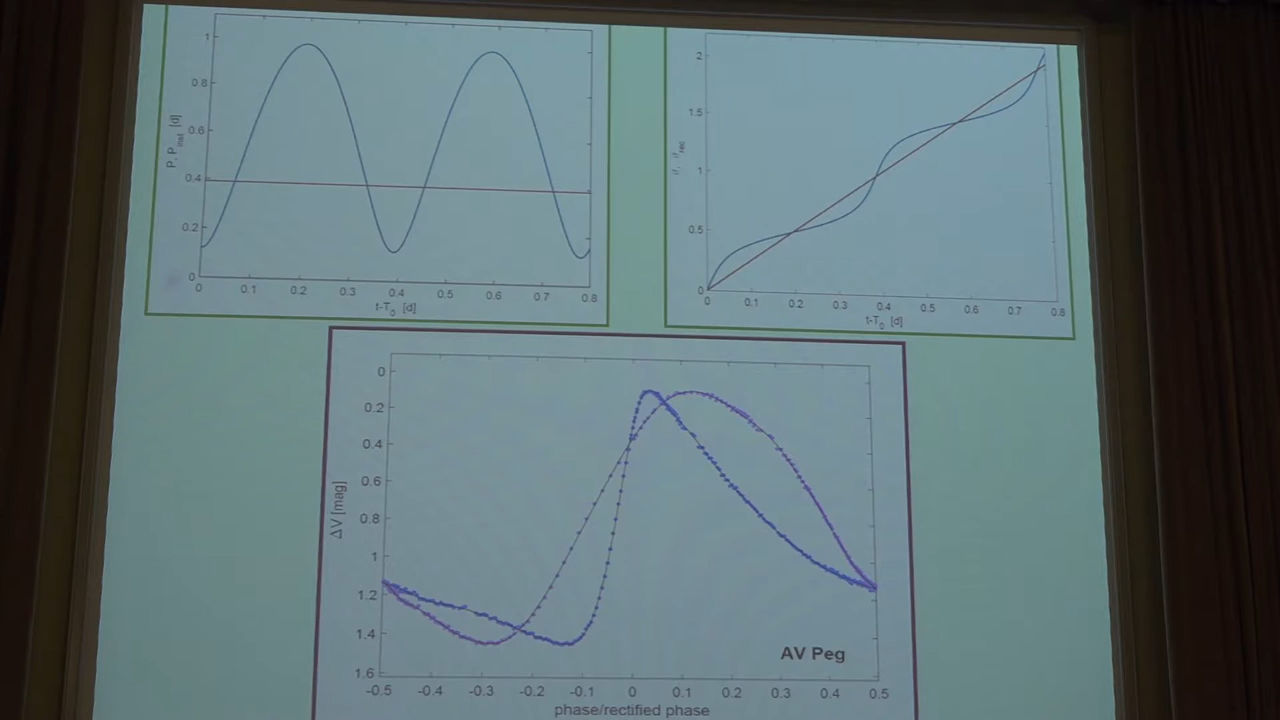 1
0.8
0.6
0.4
0.2
0
P, P_inst [d]
0 0.1 0.2 0.3 0.4 0.5 0.6 0.7 0.8
t-T_0 [d]
2
1.5
1
0.5
0
0 0.1 0.2 0.3 0.4 0.5 0.6 0.7 0.8
t-T_0 [d]
0
0.2
0.4
0.6
0.8
1
1.2
1.4
1.6
ΔV [mag]
AV Peg
-0.5 -0.4 -0.3 -0.2 -0.1 0 0.1 0.2 0.3 0.4 0.5
phase/rectified phase